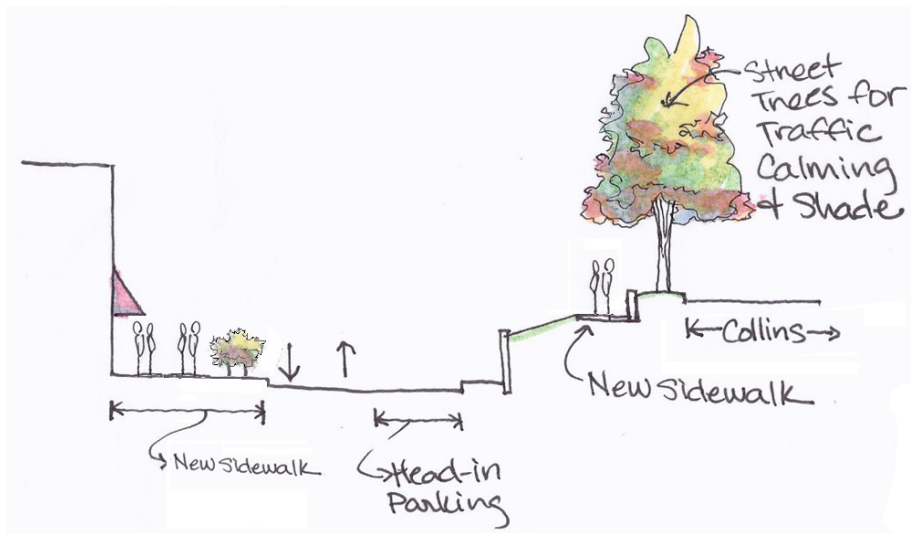 Street
Trees for
Traffic
Calming
& Shade
Collins
New Sidewalk
New Sidewalk
Head-in
Parking